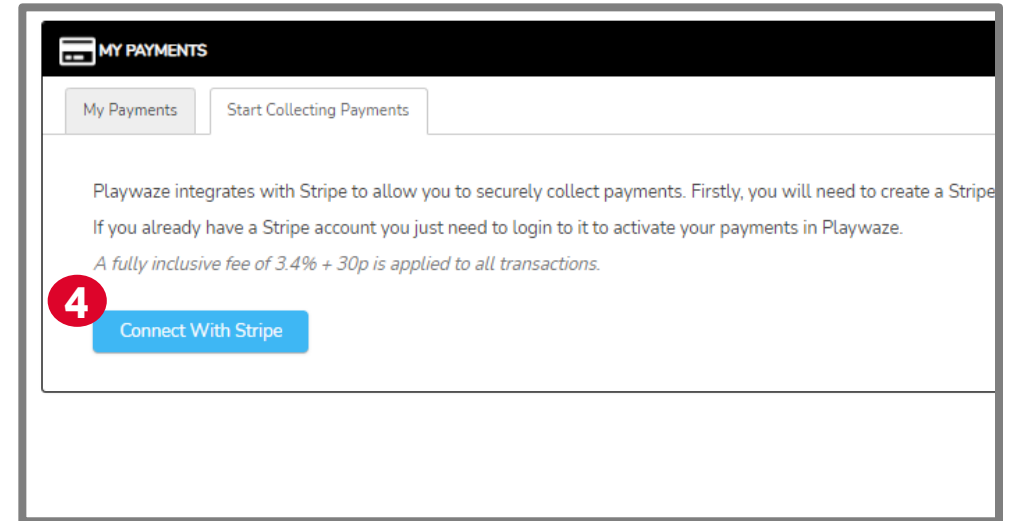 MY PAYMENTS
My Payments
Start Collecting Payments
Playwaze integrates with Stripe to allow you to securely collect payments. Firstly, you will need to create a Stripe
If you already have a Stripe account you just need to login to it to activate your payments in Playwaze.
A fully inclusive fee of 3.4% + 30p is applied to all transactions.
4
Connect With Stripe